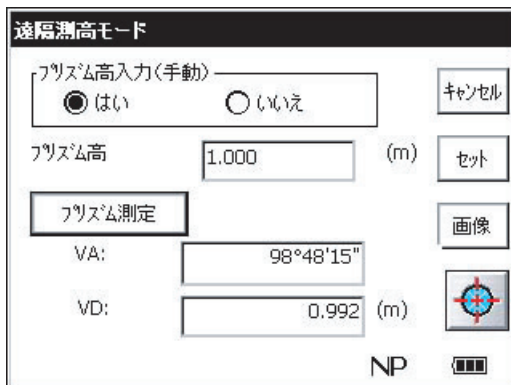 遠隔測高モード
ﾌﾟﾘｽﾞﾑ高入力(手動)
はい いいえ
ｷｬﾝｾﾙ
ﾌﾟﾘｽﾞﾑ高 1.000 (m)
ｾｯﾄ
ﾌﾟﾘｽﾞﾑ測定
画像
VA: 98°48'15"
VD: 0.992 (m)
NP